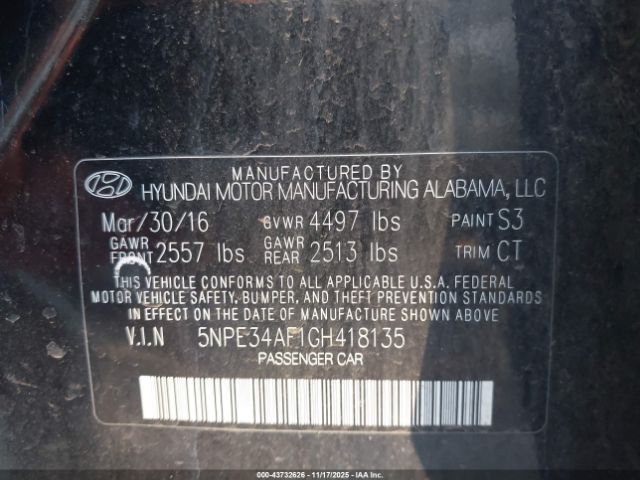 MANUFACTURED BY
HYUNDAI MOTOR MANUFACTURING ALABAMA, LLC
Mar/30/16 GVWR 4497 lbs PAINT S3
GAWR FRONT 2557 lbs GAWR REAR 2513 lbs TRIM CT
THIS VEHICLE CONFORMS TO ALL APPLICABLE U.S.A. FEDERAL
MOTOR VEHICLE SAFETY, BUMPER, AND THEFT PREVENTION STANDARDS
IN EFFECT ON THE DATE OF MANUFACTURE SHOWN ABOVE.
V.I.N 5NPE34AF1GH418135
PASSENGER CAR
000-43732626 - 11/17/2025 - IAA Inc.